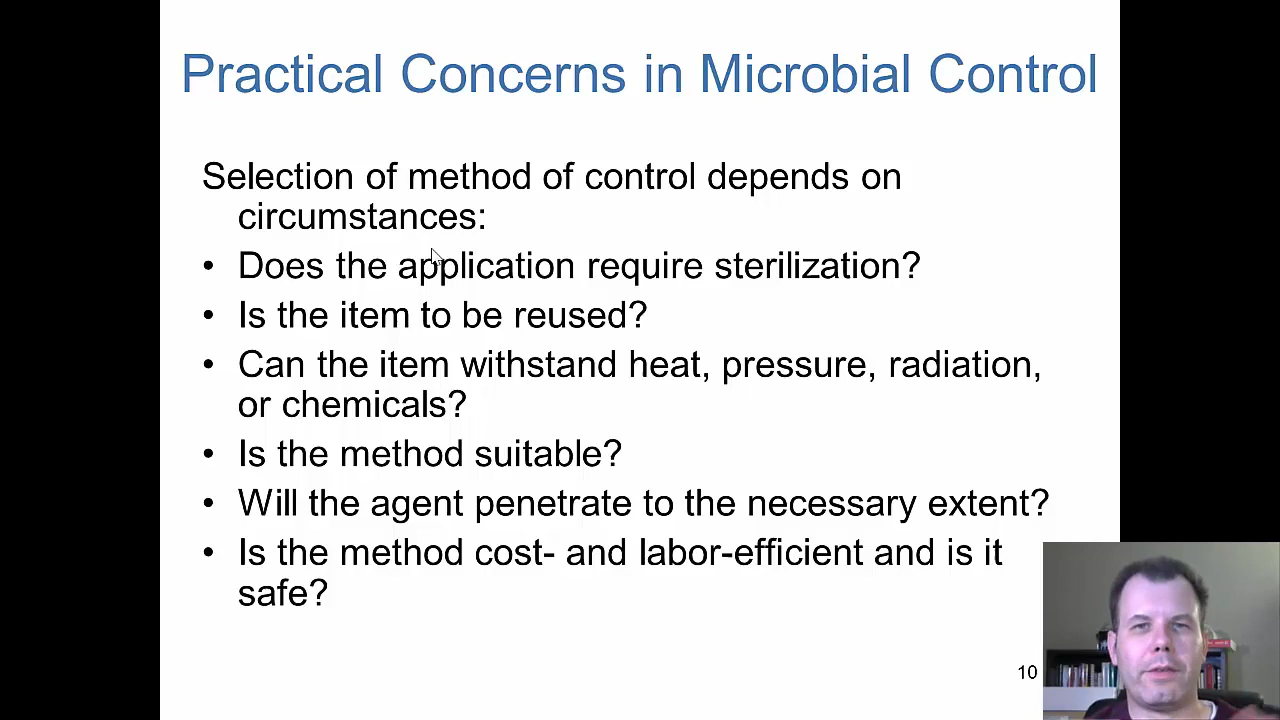 Practical Concerns in Microbial Control
Selection of method of control depends on
circumstances:
• Does the application require sterilization?
• Is the item to be reused?
• Can the item withstand heat, pressure, radiation,
or chemicals?
• Is the method suitable?
• Will the agent penetrate to the necessary extent?
• Is the method cost- and labor-efficient and is it
safe?
10